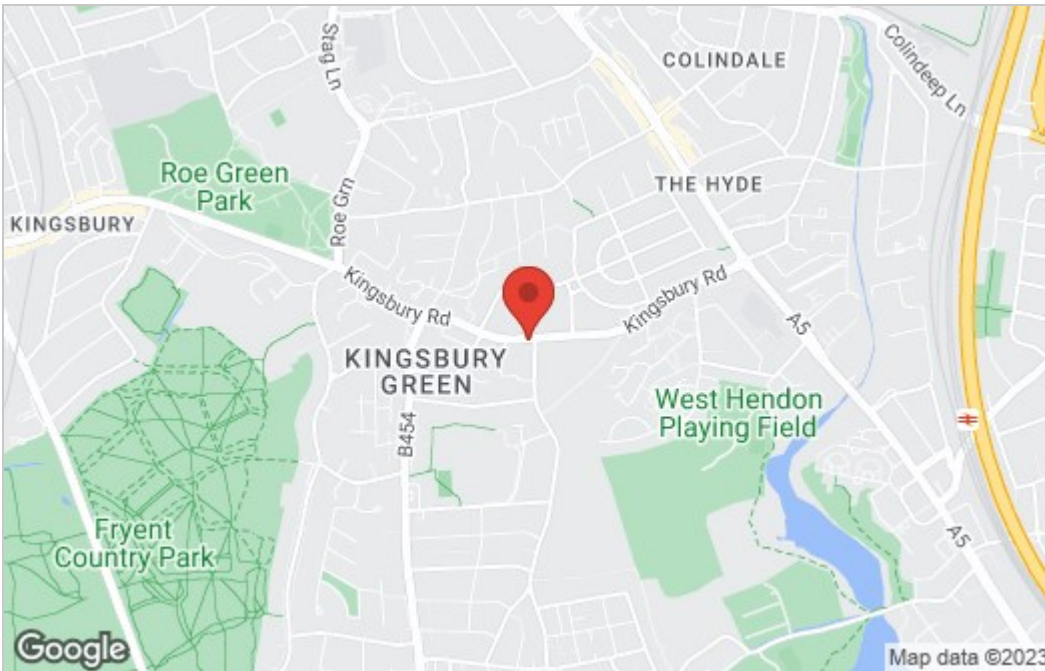 Stag Ln
COLINDALE
Colindeep Ln
Roe Green
Park
THE HYDE
KINGSBURY
Roe Grn
Kingsbury Rd
Kingsbury Rd
A5
KINGSBURY
GREEN
West Hendon
Playing Field
B454
Fryent
Country Park
A5
Google
Map data ©2023